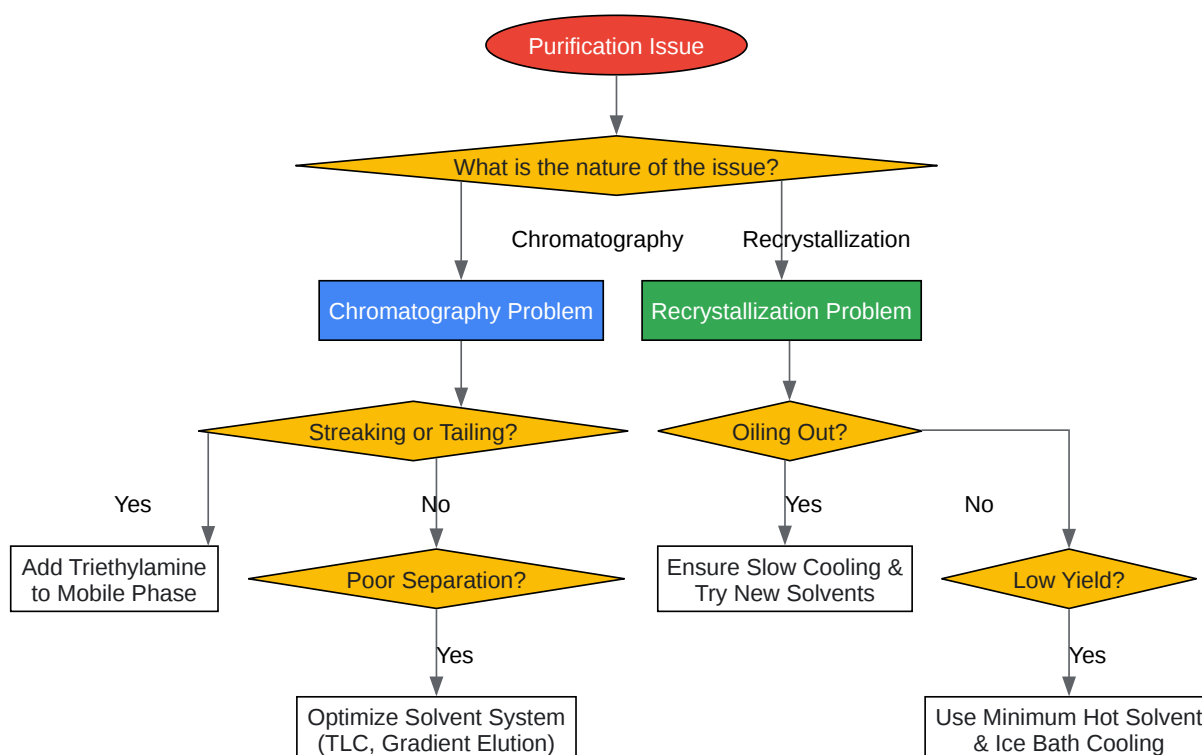 Purification Issue
What is the nature of the issue?
Chromatography
Recrystallization
Chromatography Problem
Recrystallization Problem
Streaking or Tailing?
Oiling Out?
Yes
No
Yes
No
Add Triethylamine
to Mobile Phase
Poor Separation?
Ensure Slow Cooling &
Try New Solvents
Low Yield?
Yes
Yes
Optimize Solvent System
(TLC, Gradient Elution)
Use Minimum Hot Solvent
& Ice Bath Cooling